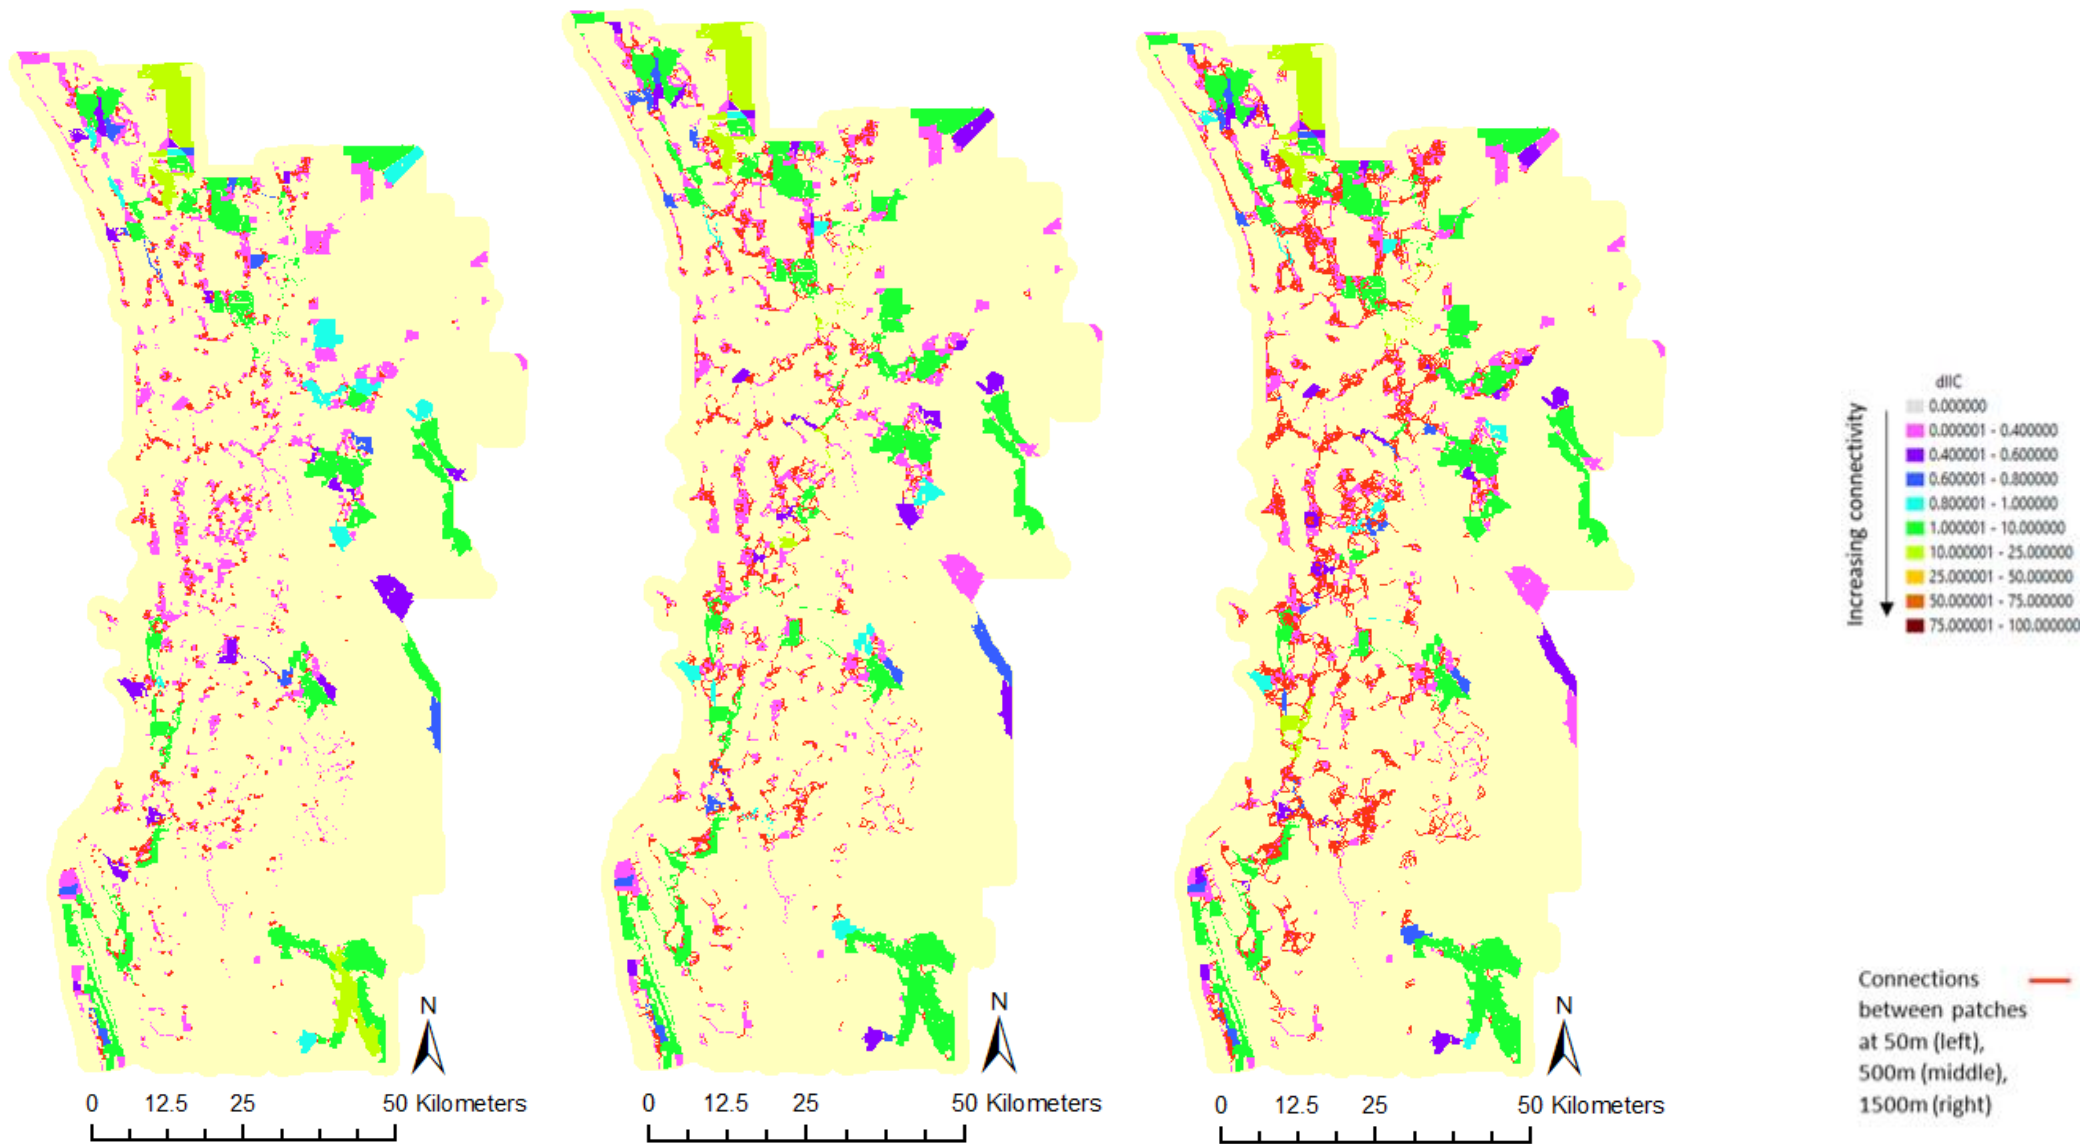 dIIC
0.000000
0.000001 - 0.400000
0.400001 - 0.600000
0.600001 - 0.800000
0.800001 - 1.000000
1.000001 - 10.000000
10.000001 - 25.000000
25.000001 - 50.000000
50.000001 - 75.000000
75.000001 - 100.000000
Increasing connectivity
Connections
between patches
at 50m (left),
500m (middle),
1500m (right)
N
N
N
0 12.5 25 50 Kilometers
0 12.5 25 50 Kilometers
0 12.5 25 50 Kilometers